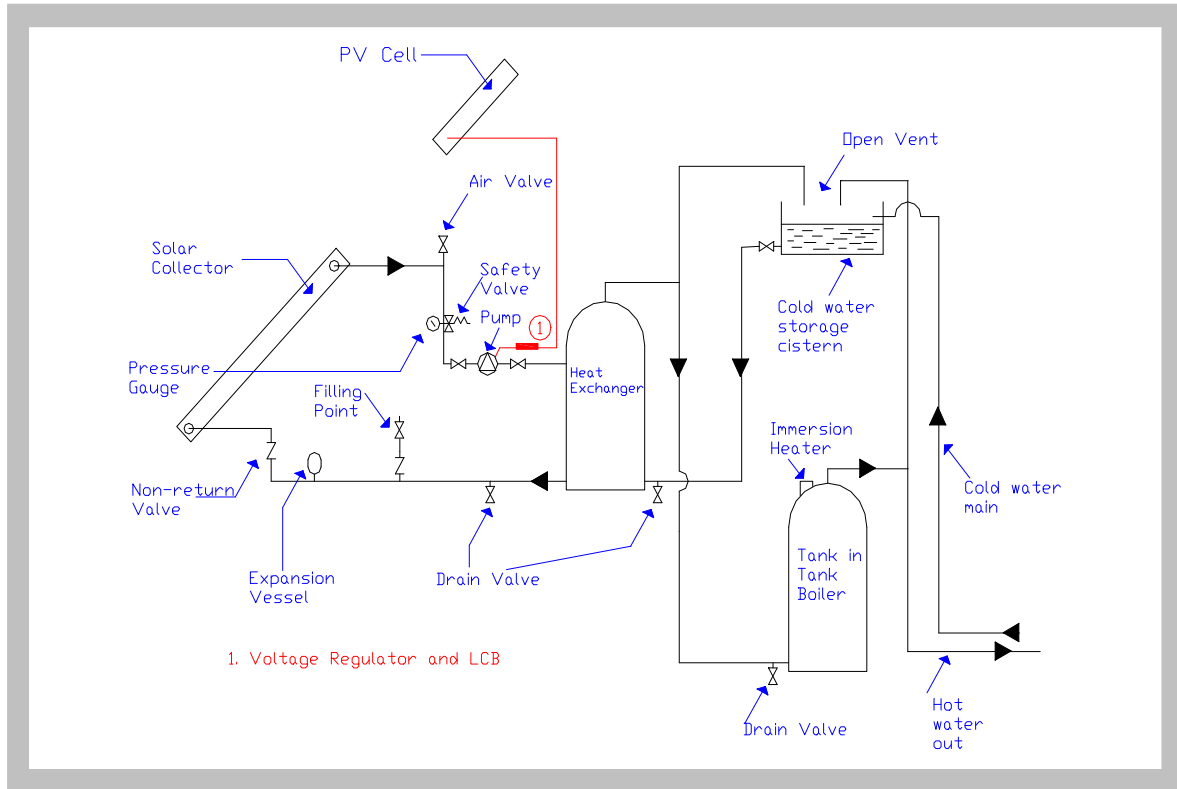 PV Cell
Open Vent
Air Valve
Solar
Collector
Safety
Valve
Pump
1
Cold water
storage
cistern
Pressure
Gauge
Heat
Exchanger
Filling
Point
Immersion
Heater
Non-return
Valve
Cold water
main
Expansion
Vessel
Drain Valve
Tank in
Tank
Boiler
1. Voltage Regulator and LCB
Drain Valve
Hot
water
out